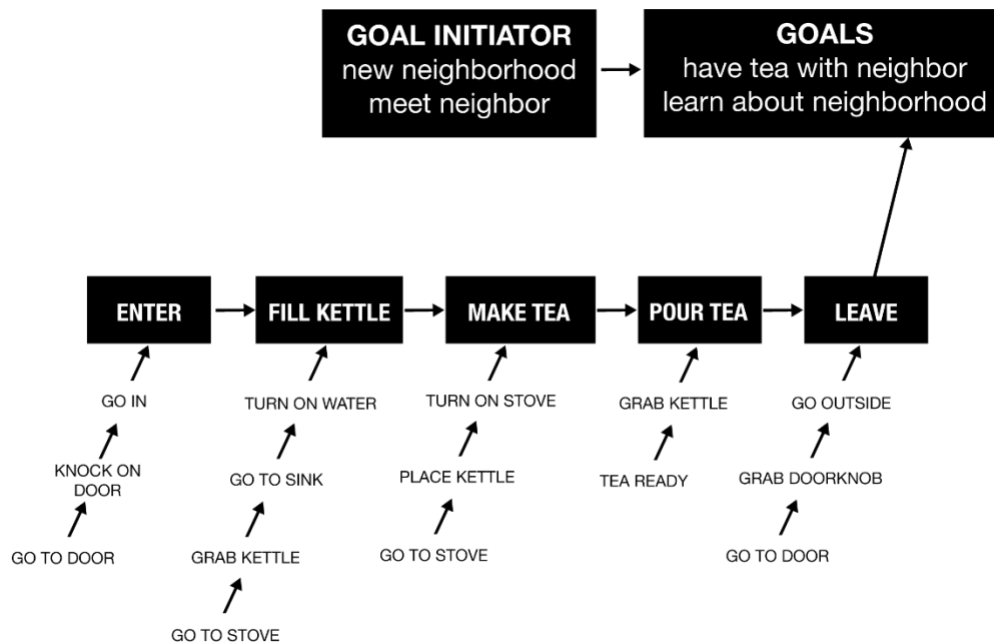 GOAL INITIATOR
new neighborhood
meet neighbor
GOALS
have tea with neighbor
learn about neighborhood
ENTER
FILL KETTLE
MAKE TEA
POUR TEA
LEAVE
GO IN
KNOCK ON
DOOR
GO TO DOOR
TURN ON WATER
GO TO SINK
GRAB KETTLE
GO TO STOVE
TURN ON STOVE
PLACE KETTLE
GO TO STOVE
GRAB KETTLE
TEA READY
GO OUTSIDE
GRAB DOORKNOB
GO TO DOOR